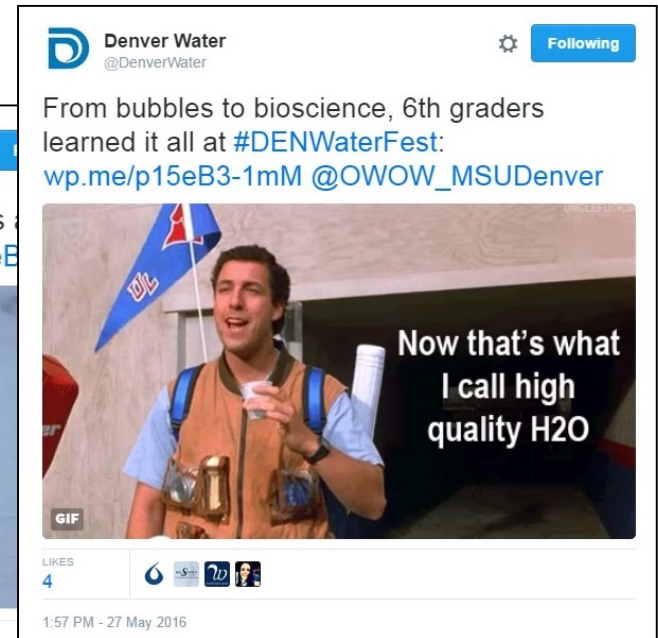 Denver Water
@DenverWater
Following
From bubbles to bioscience, 6th graders
learned it all at #DENWaterFest:
wp.me/p15eB3-1mM @OWOW_MSUDenver
Now that's what
I call high
quality H2O
GIF
LIKES
4
1:57 PM - 27 May 2016